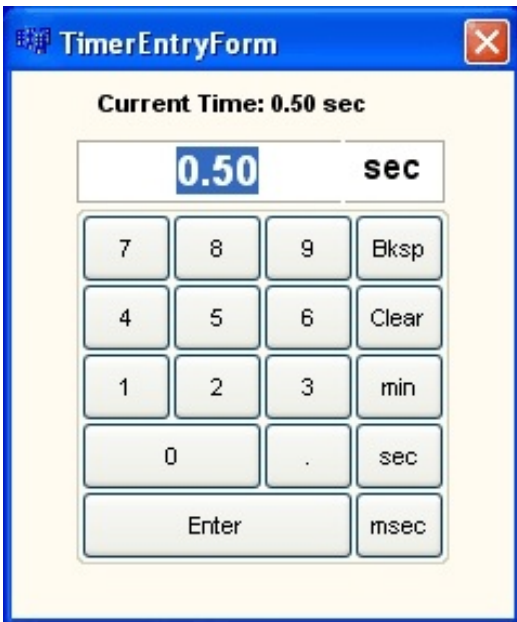 TimerEntryForm
Current Time: 0.50 sec
0.50 sec
7 8 9 Bksp
4 5 6 Clear
1 2 3 min
0 . sec
Enter msec